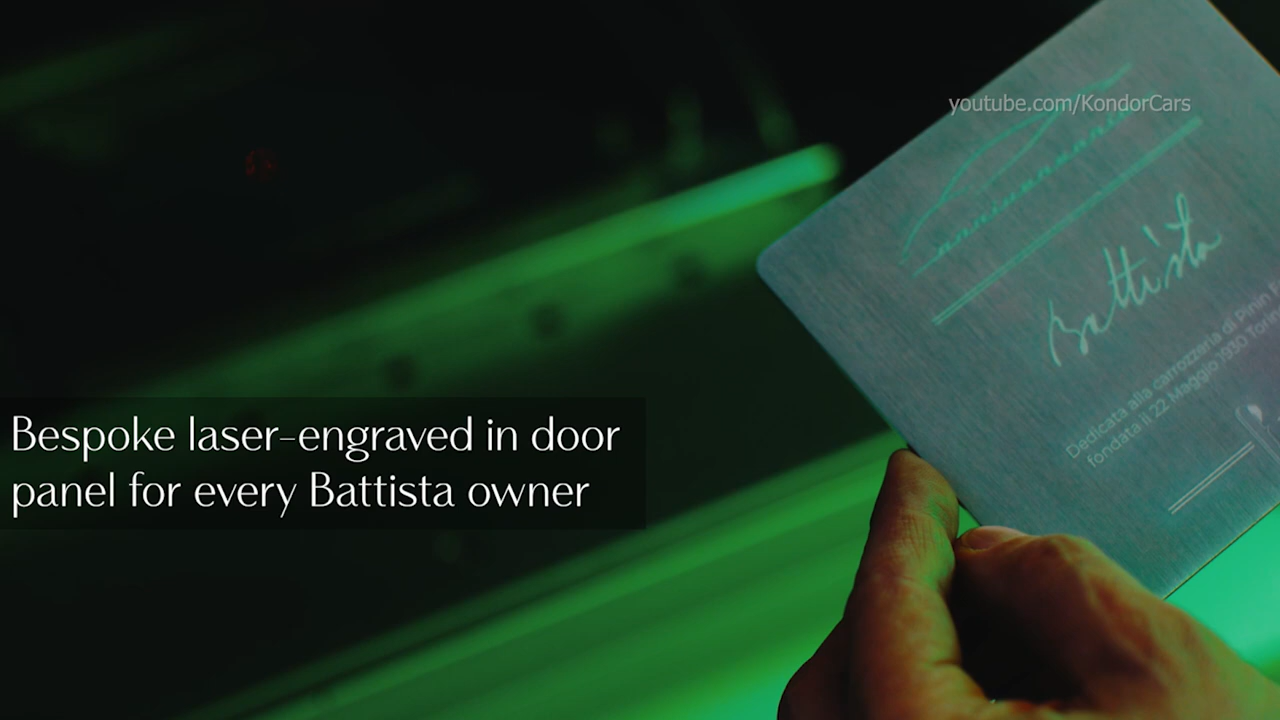 youtube.com/KondorCars
Battista
Dedicata alla carrozzeria di Pinin
fondata il 22 Maggio 1930
Bespoke laser-engraved in door
panel for every Battista owner